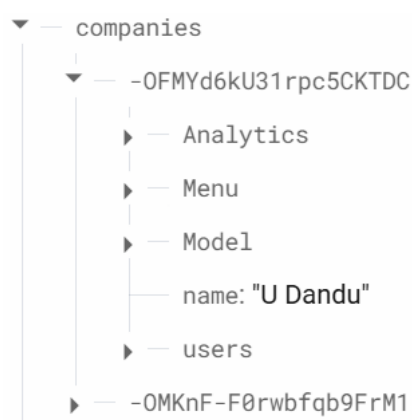 companies
-OFMYd6kU31rpc5CKTDC
Analytics
Menu
Model
name: "U Dandu"
users
-OMKnF-F0rwbfqb9FrM1